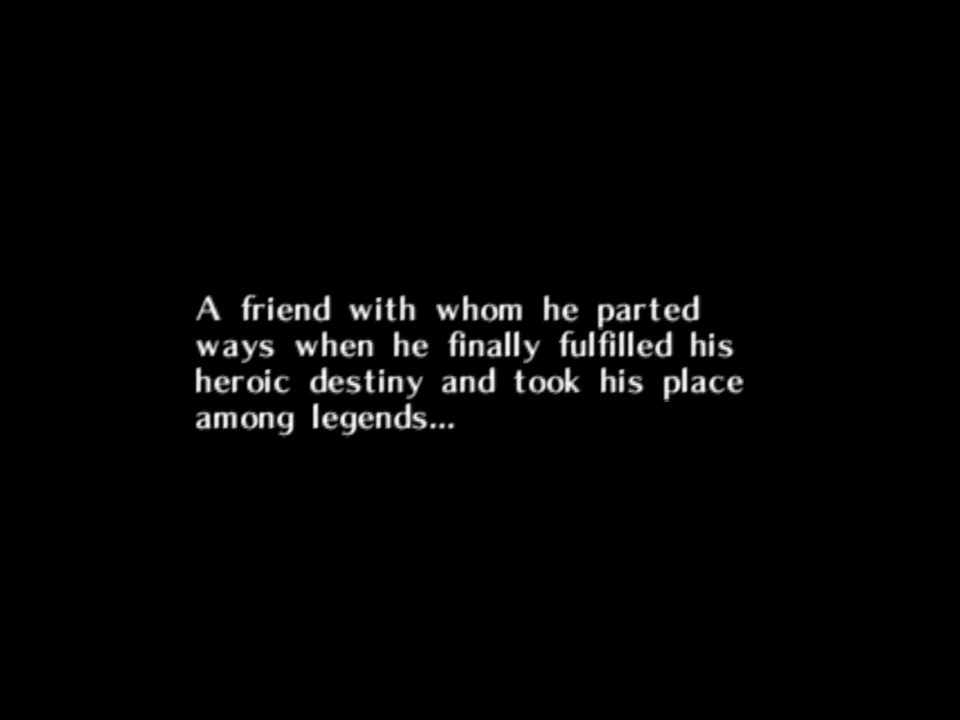 A friend with whom he parted
ways when he finally fulfilled his
heroic destiny and took his place
among legends...